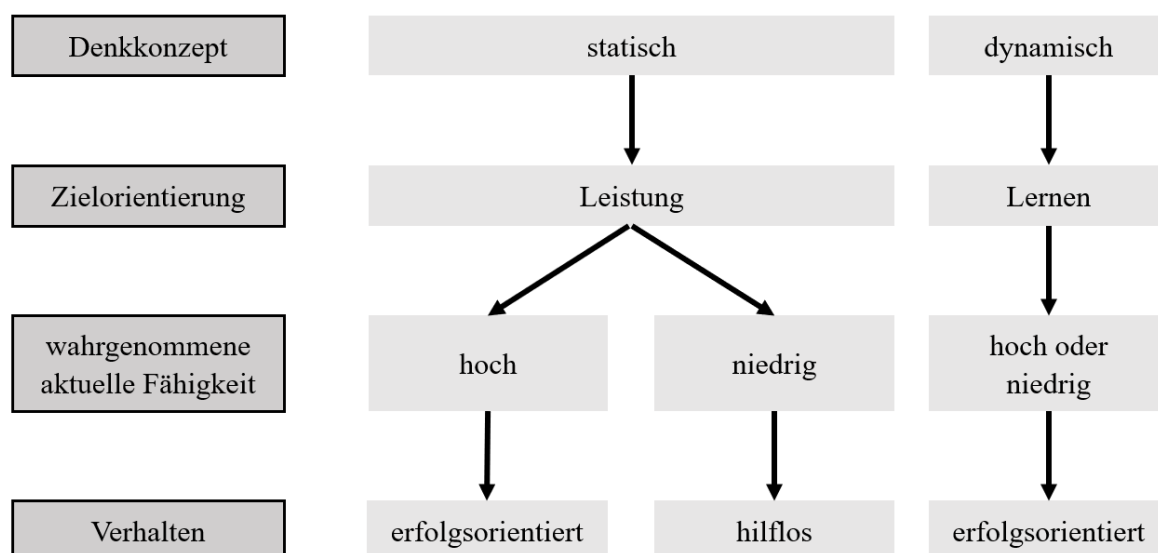 Denkkonzept statisch dynamisch
Zielorientierung Leistung Lernen
wahrgenommene
aktuelle Fähigkeit
hoch
niedrig
hoch oder
niedrig
Verhalten erfolgsorientiert hilflos erfolgsorientiert